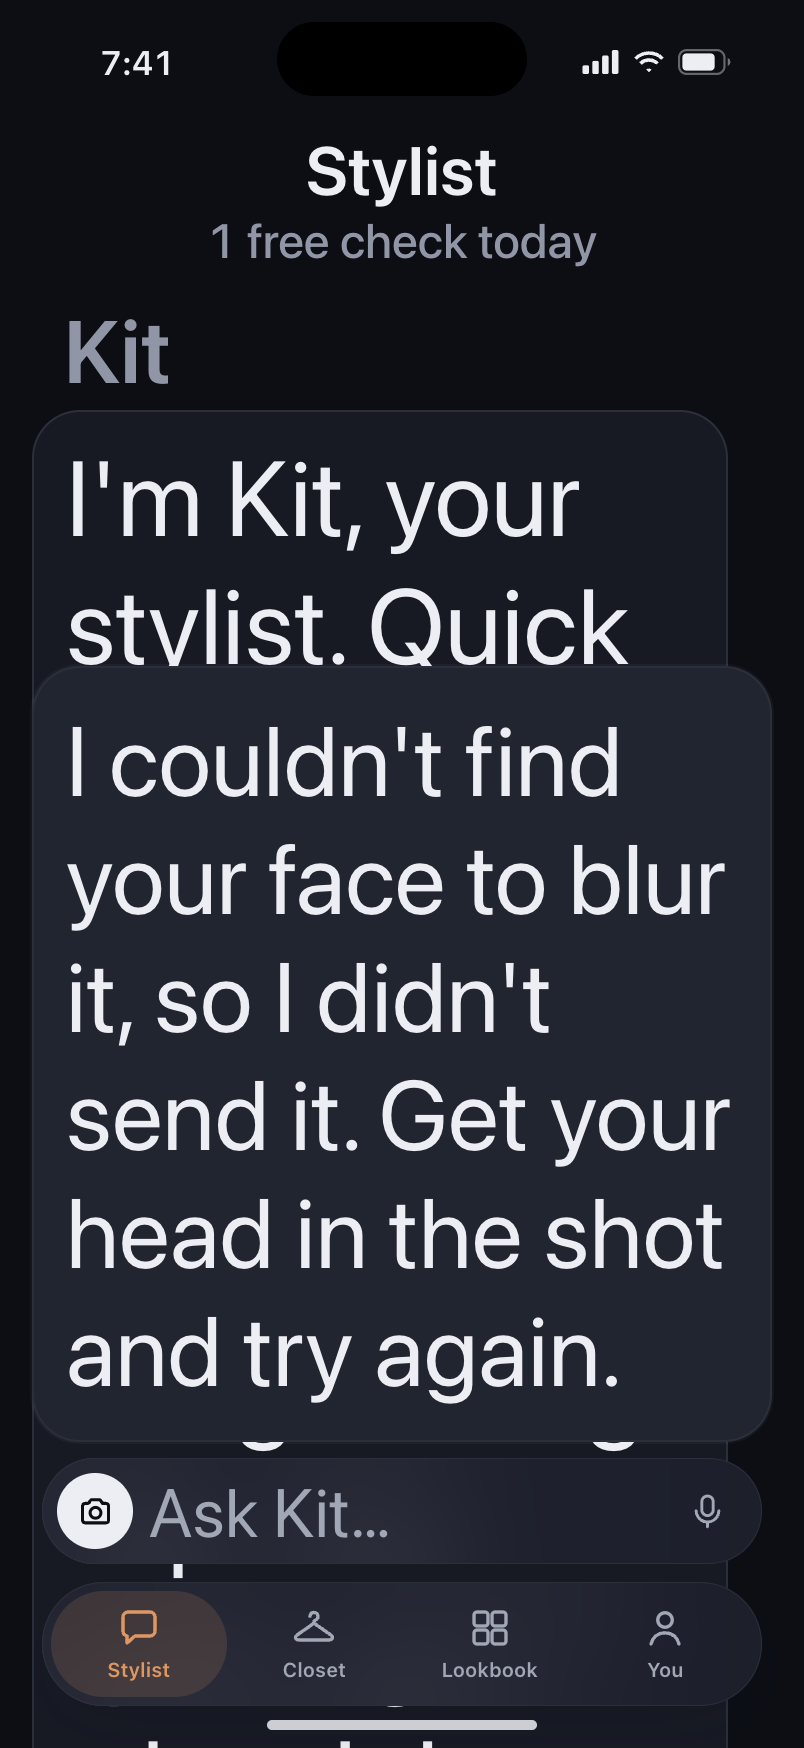 7:41
Stylist
1 free check today
Kit
I'm Kit, your
stylist. Quick
I couldn't find
your face to blur
it, so I didn't
send it. Get your
head in the shot
and try again.
Ask Kit...
Stylist
Closet
Lookbook
You